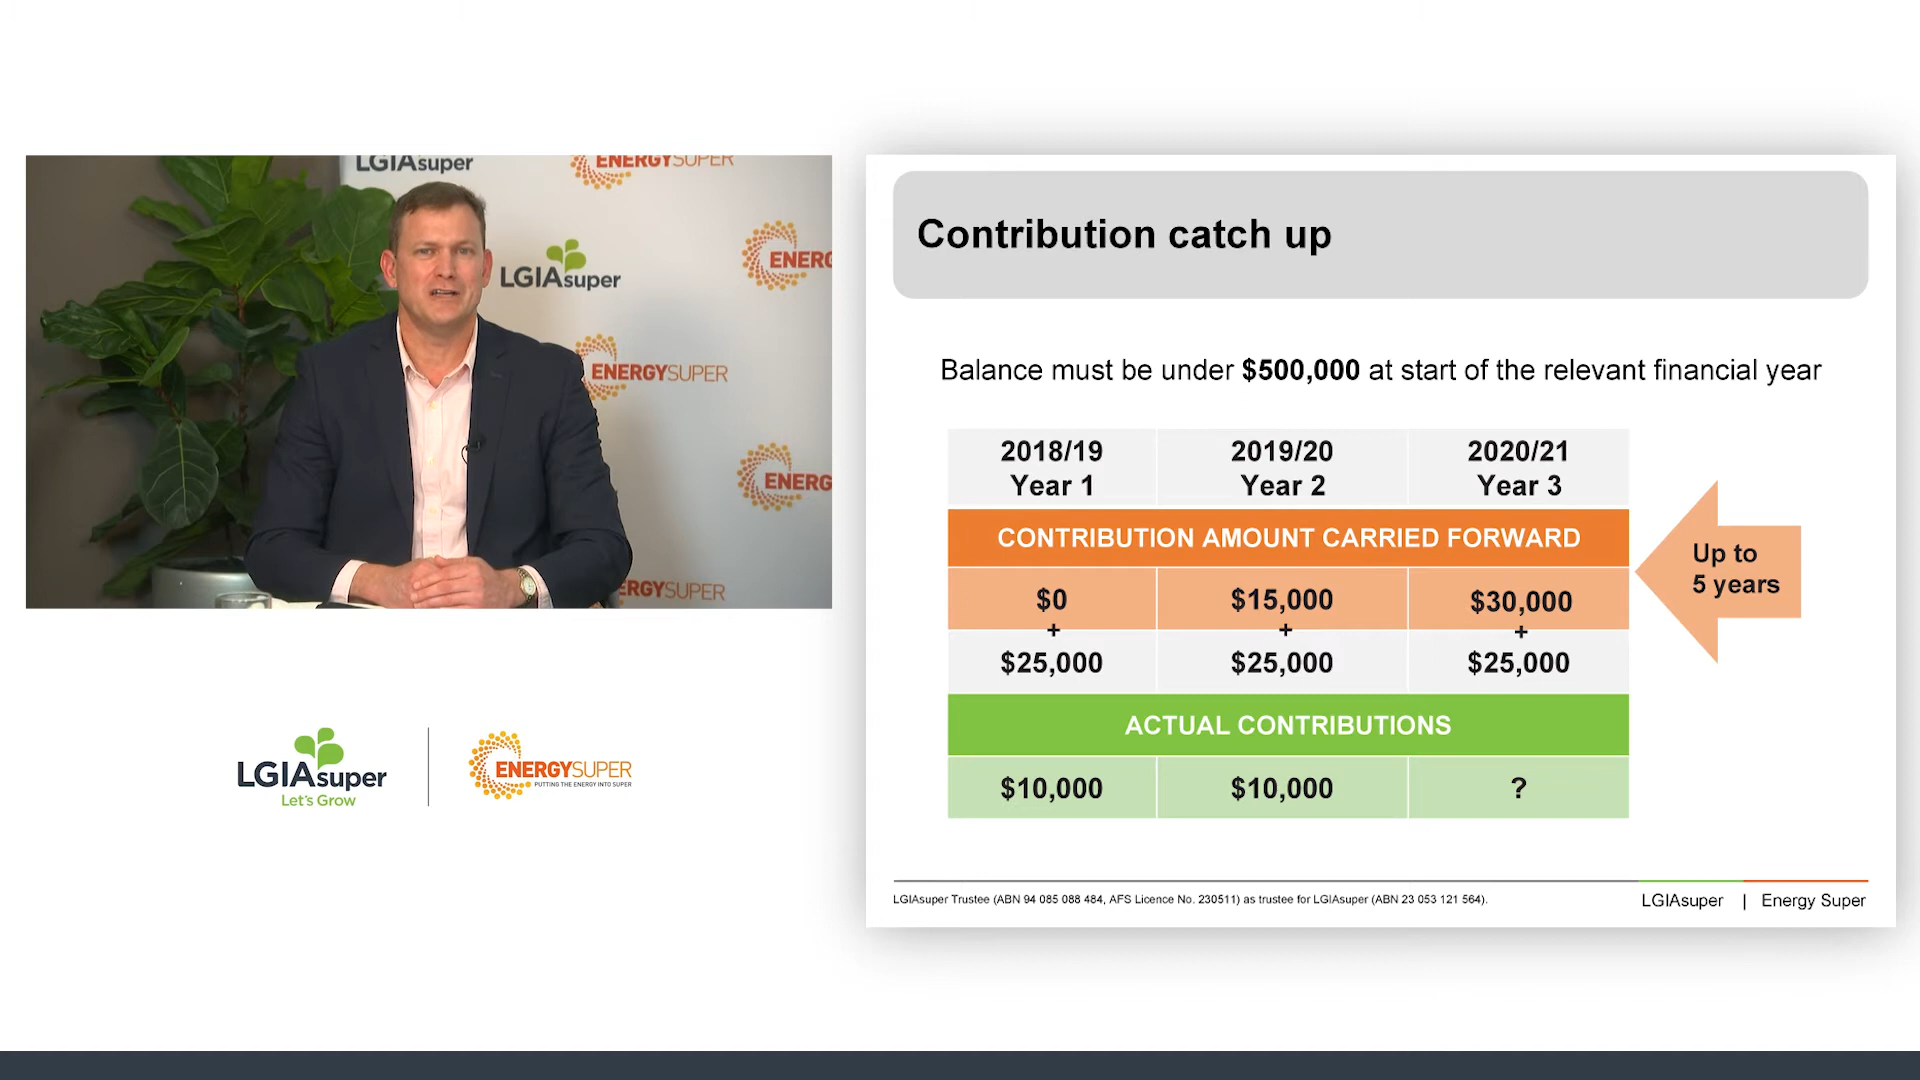 LGIAsuper
ENERGYSUPER
LGIAsuper
ENERG
ENERGYSUPER
ENERG
ERGYSUPER
LGIAsuper
Let's Grow
ENERGYSUPER
PUTTING THE ENERGY INTO SUPER
Contribution catch up
Balance must be under $500,000 at start of the relevant financial year
2018/19 2019/20 2020/21
Year 1 Year 2 Year 3
CONTRIBUTION AMOUNT CARRIED FORWARD
$0 $15,000 $30,000
+ + +
$25,000 $25,000 $25,000
ACTUAL CONTRIBUTIONS
$10,000 $10,000 ?
Up to
5 years
LGIAsuper Trustee (ABN 94 085 088 484, AFS Licence No. 230511) as trustee for LGIAsuper (ABN 23 053 121 564).
LGIAsuper | Energy Super